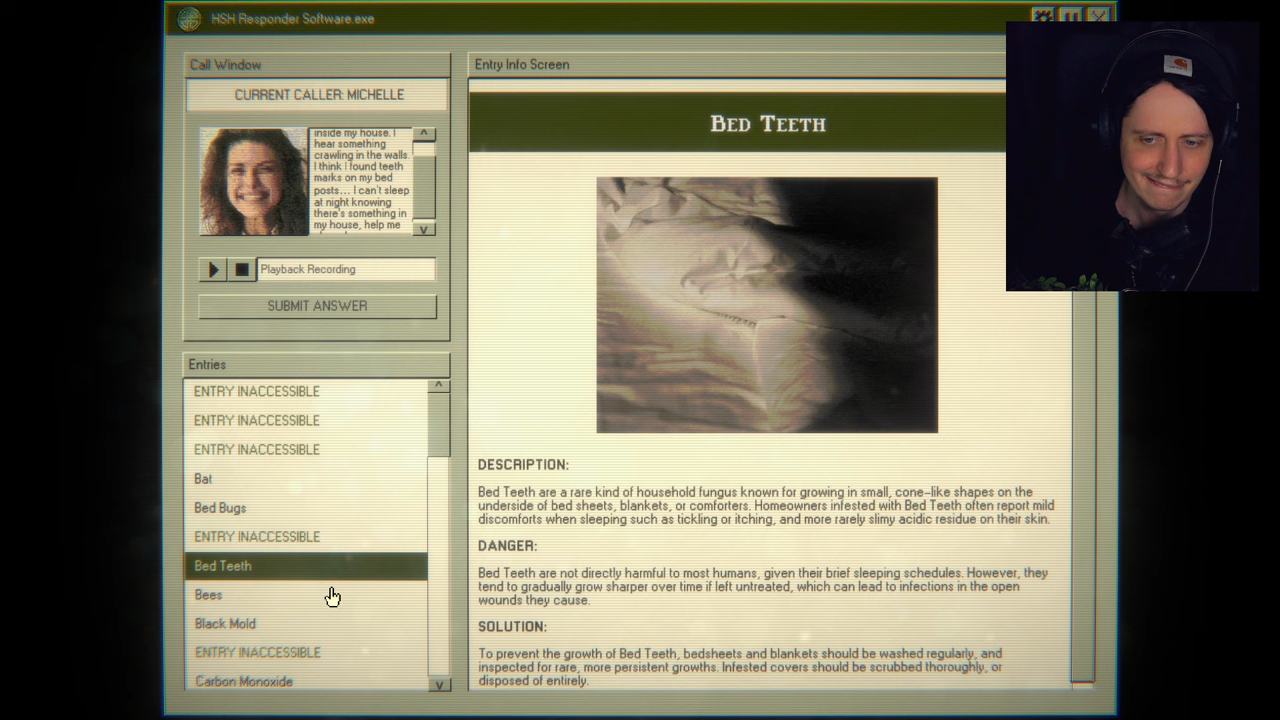 HSH Responder Software.exe
Call Window
CURRENT CALLER: MICHELLE
inside my house. I
hear something
crawling in the walls.
I think I found teeth
marks on my bed
posts... I can't sleep
at night knowing
there's something in
my house, help me
Playback Recording
SUBMIT ANSWER
Entries
ENTRY INACCESSIBLE
ENTRY INACCESSIBLE
ENTRY INACCESSIBLE
Bat
Bed Bugs
ENTRY INACCESSIBLE
Bed Teeth
Bees
Black Mold
ENTRY INACCESSIBLE
Carbon Monoxide
Entry Info Screen
BED TEETH
DESCRIPTION:
Bed Teeth are a rare kind of household fungus known for growing in small, cone-like shapes on the
underside of bed sheets, blankets, or comforters. Homeowners infested with Bed Teeth often report mild
discomforts when sleeping such as tickling or itching, and more rarely slimy acidic residue on their skin.
DANGER:
Bed Teeth are not directly harmful to most humans, given their brief sleeping schedules. However, they
tend to gradually grow sharper over time if left untreated, which can lead to infections in the open
wounds they cause.
SOLUTION:
To prevent the growth of Bed Teeth, bedsheets and blankets should be washed regularly, and
inspected for rare, more persistent growths. Infested covers should be scrubbed thoroughly, or
disposed of entirely.